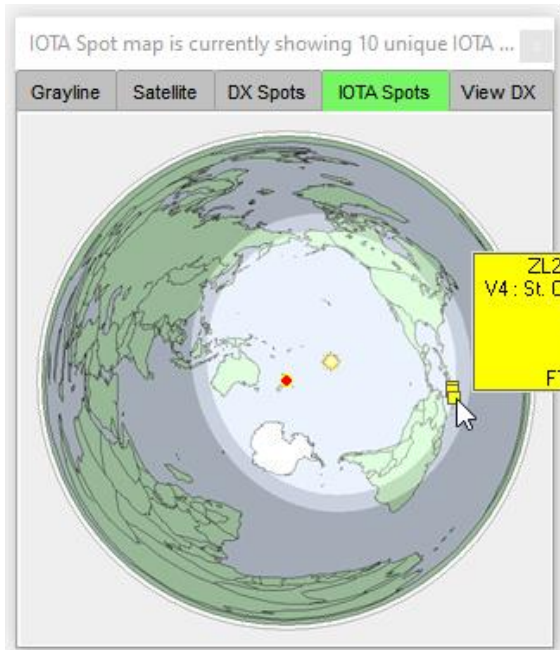 IOTA Spot map is currently showing 10 unique IOTA ...
Grayline Satellite DX Spots IOTA Spots View DX
ZL2
V4 : St.